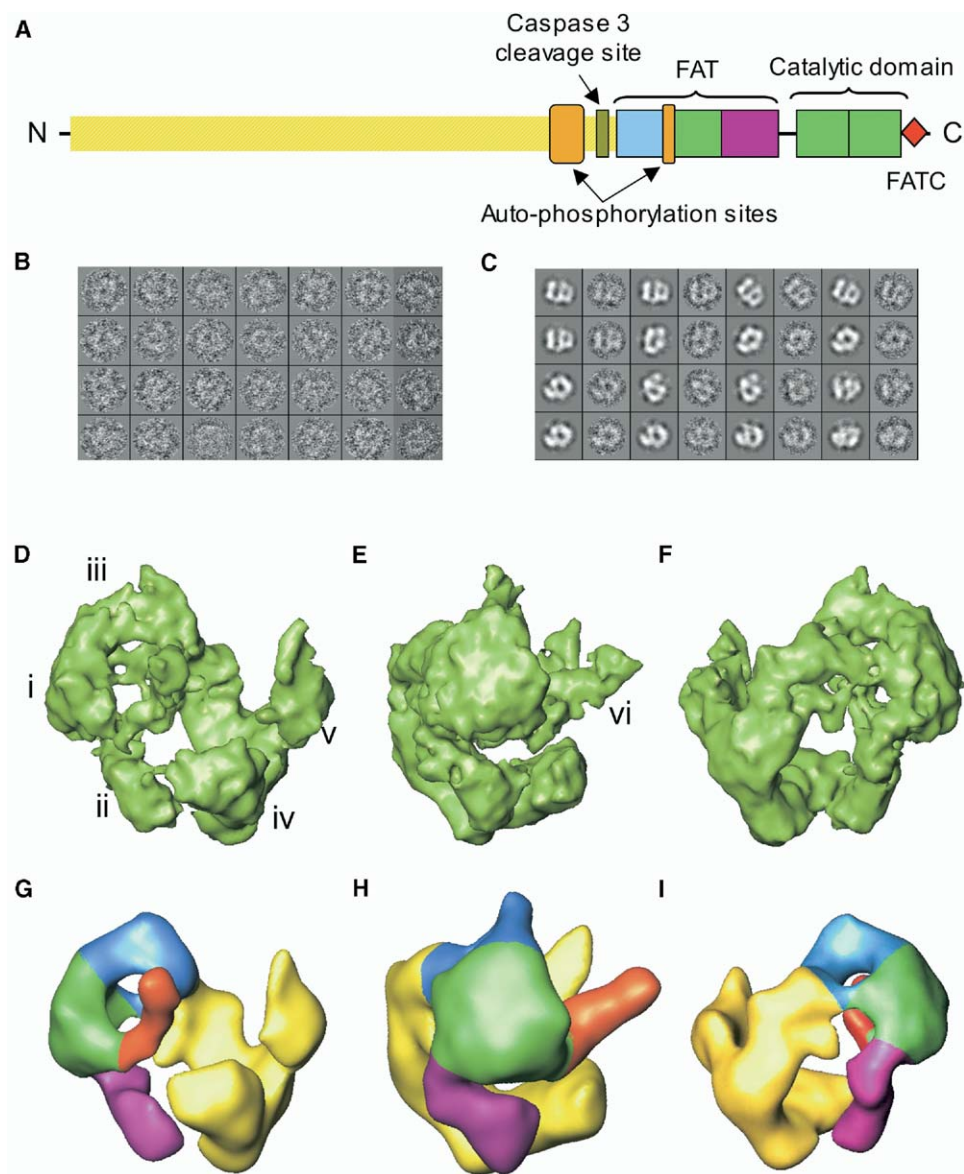 A
Caspase 3
cleavage site
FAT
Catalytic domain
N
C
FATC
Auto-phosphorylation sites
B
C
D
E
F
iii
i
ii
iv
v
vi
G
H
I